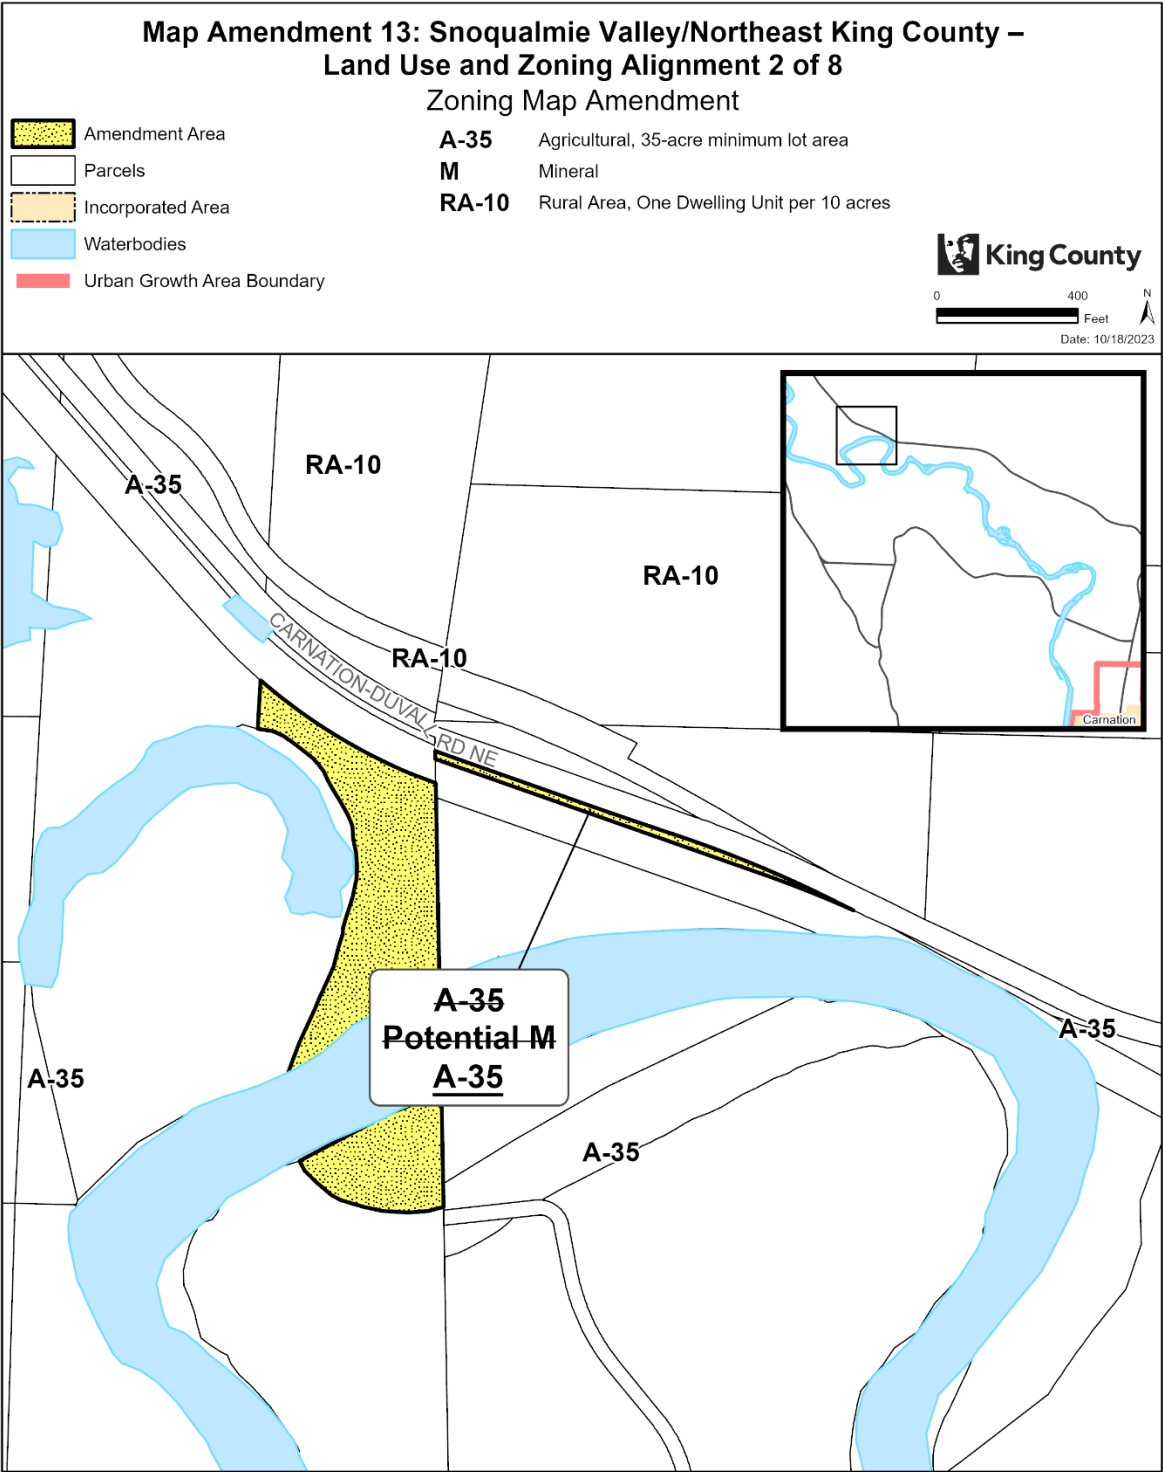 Map Amendment 13: Snoqualmie Valley/Northeast King County –
Land Use and Zoning Alignment 2 of 8
Zoning Map Amendment
Amendment Area
Parcels
Incorporated Area
Waterbodies
Urban Growth Area Boundary
A-35 Agricultural, 35-acre minimum lot area
M Mineral
RA-10 Rural Area, One Dwelling Unit per 10 acres
King County
0 400
Feet
N
Date: 10/18/2023
RA-10
A-35
RA-10
CARNATION-DUVALL RD NE
RA-10
Carnation
A-35
Potential M
A-35
A-35
A-35
A-35